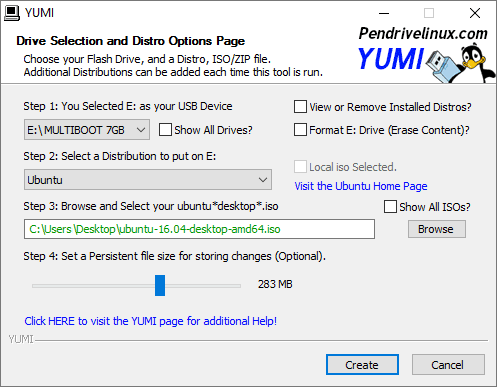 YUMI
Drive Selection and Distro Options Page
Choose your Flash Drive, and a Distro, ISO/ZIP file.
Additional Distributions can be added each time this tool is run.
Pendrivelinux.com
YUMI
Step 1: You Selected E: as your USB Device
View or Remove Installed Distros?
E:\ MULTIBOOT 7GB
Show All Drives?
Format E: Drive (Erase Content)?
Step 2: Select a Distribution to put on E:
Local iso Selected.
Ubuntu
Visit the Ubuntu Home Page
Step 3: Browse and Select your ubuntu*desktop*.iso
Show All ISOs?
C:\Users\Desktop\ubuntu-16.04-desktop-amd64.iso
Browse
Step 4: Set a Persistent file size for storing changes (Optional).
283 MB
Click HERE to visit the YUMI page for additional Help!
YUMI
Create
Cancel